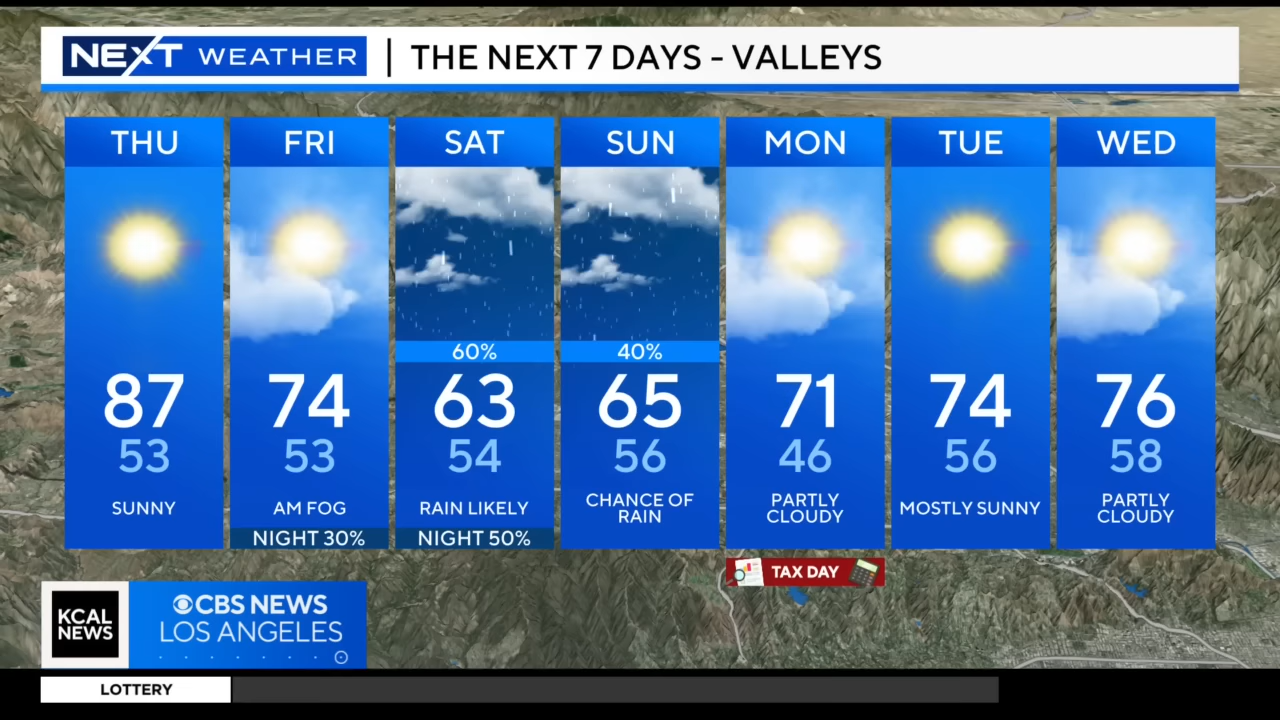 NEXT WEATHER | THE NEXT 7 DAYS - VALLEYS
THU
87
53
SUNNY
FRI
74
53
AM FOG
NIGHT 30%
SAT
60%
63
54
RAIN LIKELY
NIGHT 50%
SUN
40%
65
56
CHANCE OF
RAIN
MON
71
46
PARTLY
CLOUDY
TAX DAY
TUE
74
56
MOSTLY SUNNY
WED
76
58
PARTLY
CLOUDY
KCAL
NEWS
CBS NEWS
LOS ANGELES
LOTTERY